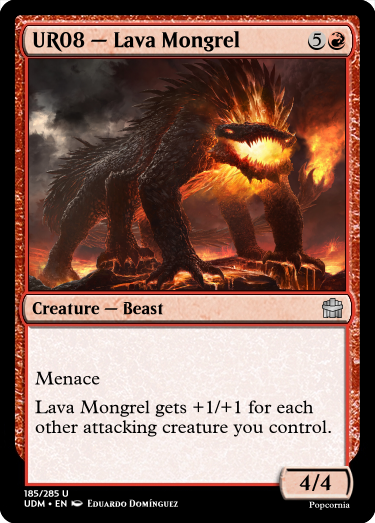 UR08 — Lava Mongrel 5
Creature — Beast
Menace
Lava Mongrel gets +1/+1 for each
other attacking creature you control.
4/4
185/285 U
UDM • EN Eduardo Domínguez
Popcornia